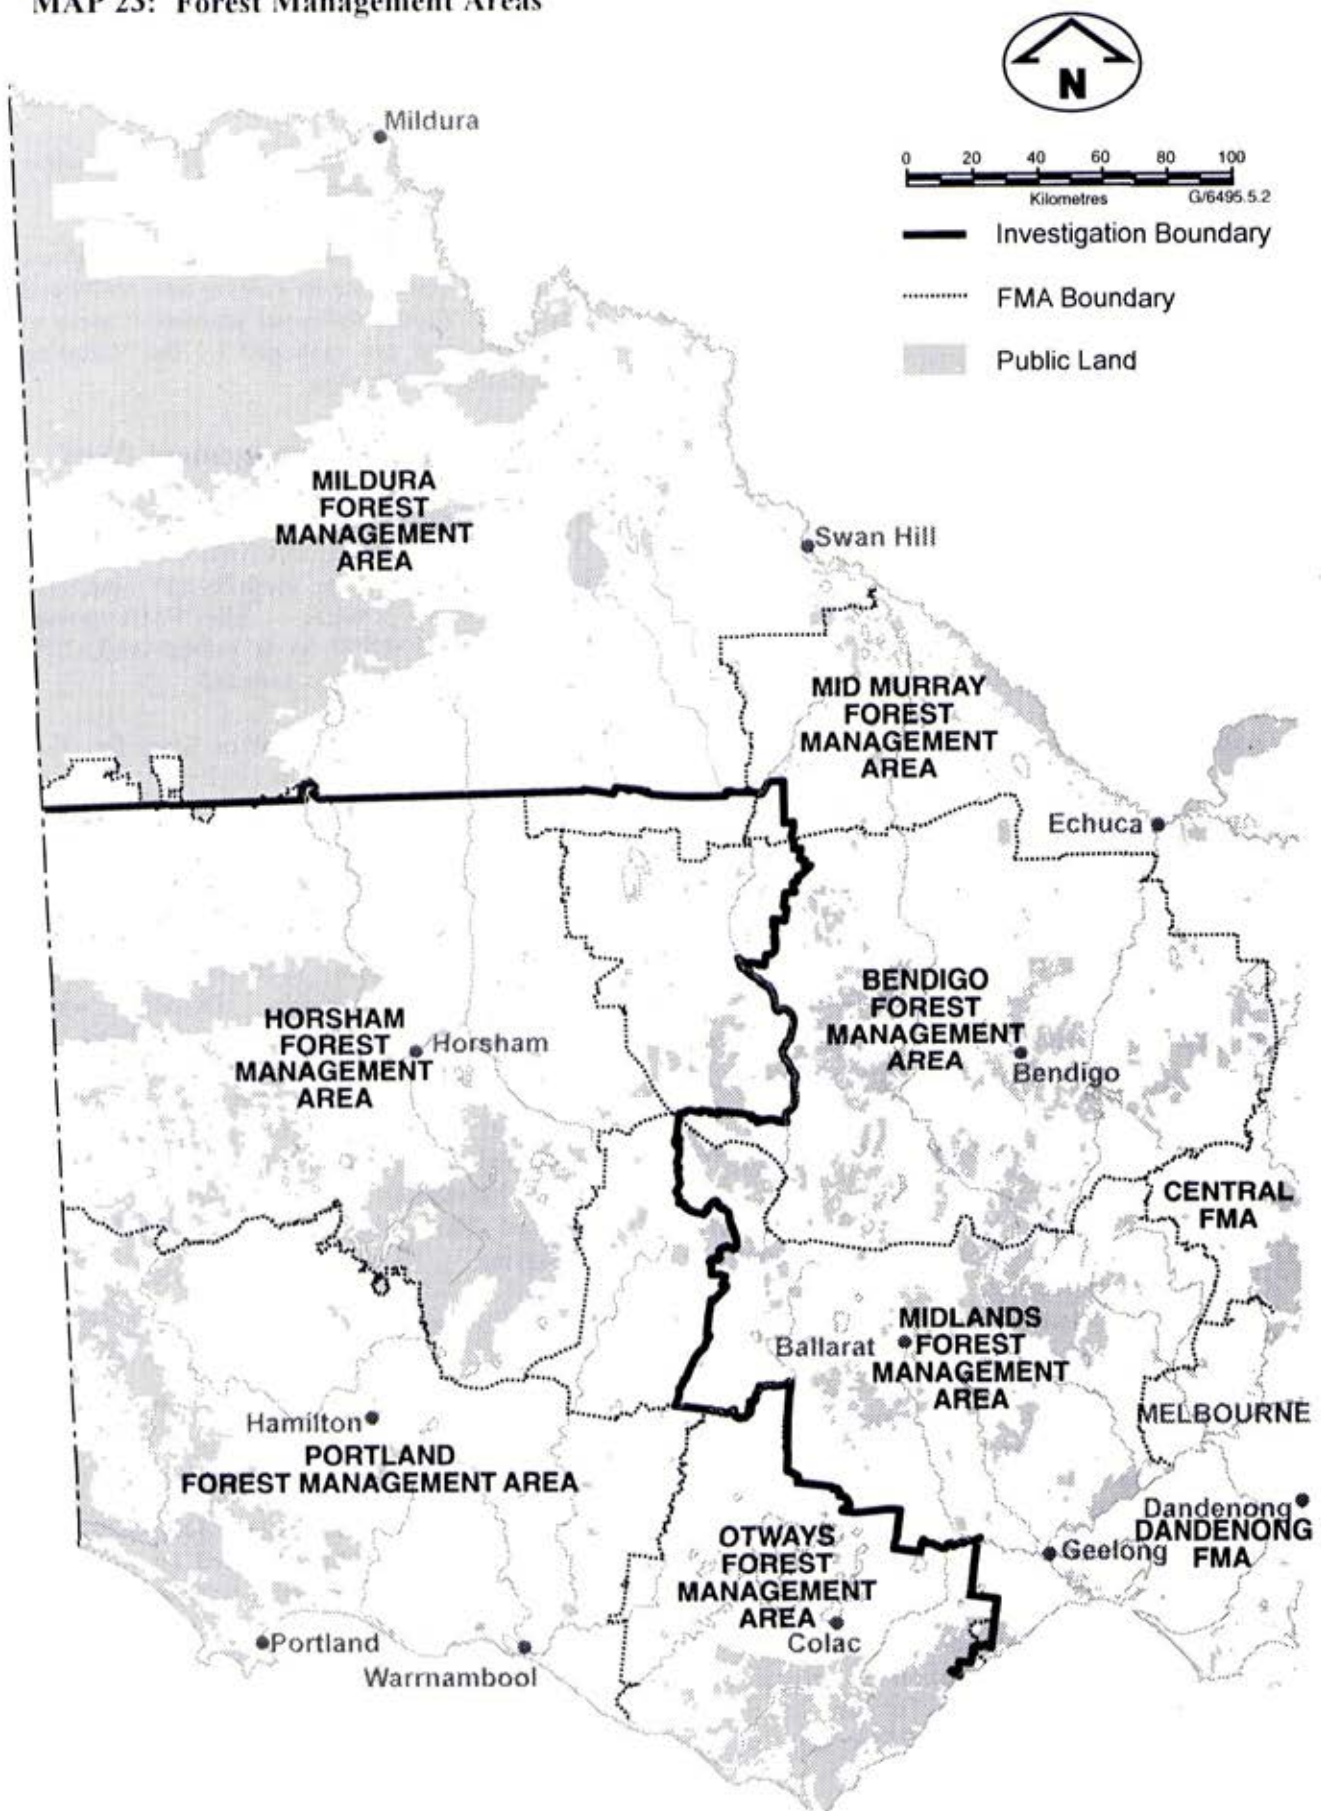 MAP 23: Forest Management Areas
N
Mildura
0 20 40 60 80 100
Kilometres
G/6495.5.2
Investigation Boundary
FMA Boundary
Public Land
MILDURA
FOREST
MANAGEMENT
AREA
Swan Hill
MID MURRAY
FOREST
MANAGEMENT
AREA
Echuca
HORSHAM
FOREST
MANAGEMENT
AREA
Horsham
BENDIGO
FOREST
MANAGEMENT
AREA
Bendigo
CENTRAL
FMA
Ballarat
MIDLANDS
FOREST
MANAGEMENT
AREA
MELBOURNE
Hamilton
PORTLAND
FOREST MANAGEMENT AREA
Dandenong
DANDENONG
FMA
Geelong
OTWAYS
FOREST
MANAGEMENT
AREA
Colac
Portland
Warrnambool